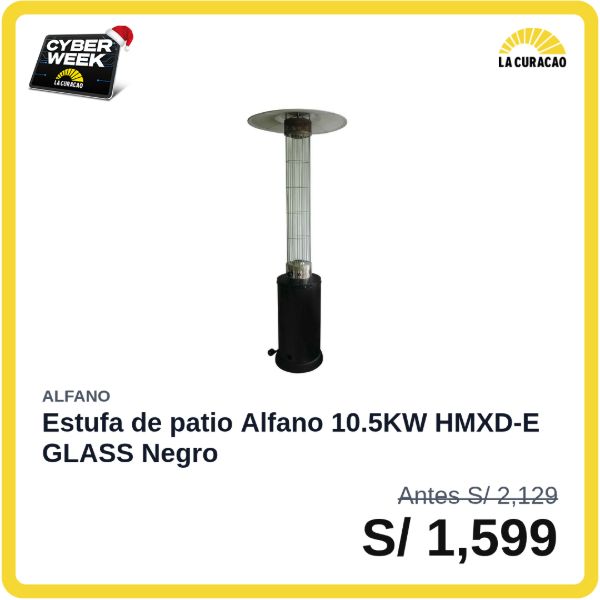 CYBER
WEEK
LA CURACAO
LA CURACAO
ALFANO
Estufa de patio Alfano 10.5KW HMXD-E
GLASS Negro
Antes S/ 2,129
S/ 1,599